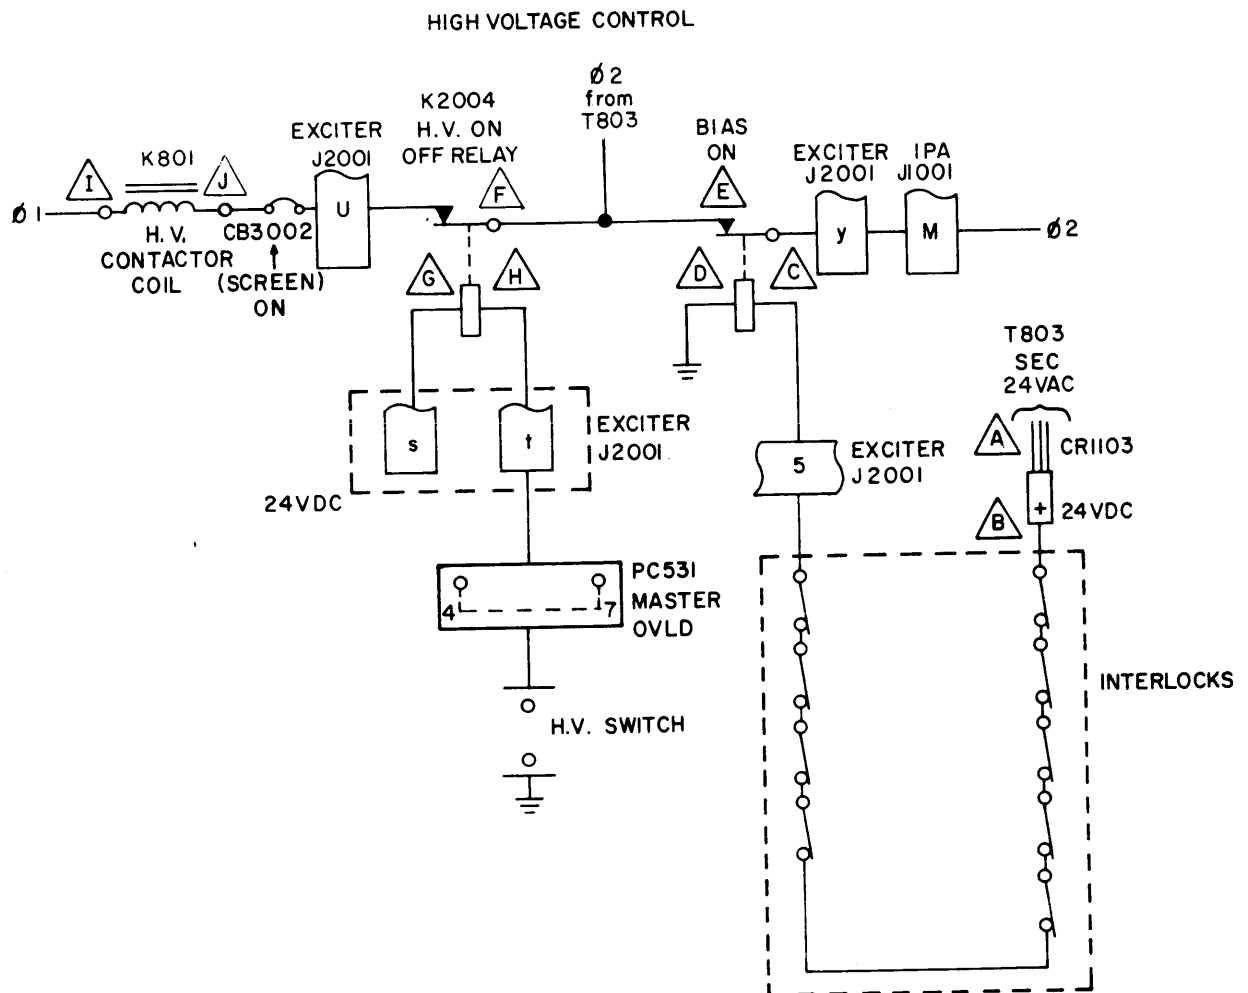 HIGH VOLTAGE CONTROL
Ø2
from
T803
K2004
H.V. ON
OFF RELAY
EXCITER
J2001
BIAS
ON
EXCITER
J2001
IPA
J1001
K801
I
J
F
E
Ø1
U
y
M
Ø2
H.V.
CONTACTOR
COIL
CB3002
(SCREEN)
ON
G
H
D
C
T803
SEC
24VAC
s
t
EXCITER
J2001
24VDC
5
EXCITER
J2001
A
CR1103
B
+
24VDC
4
7
PC531
MASTER
OVLD
H.V. SWITCH
INTERLOCKS